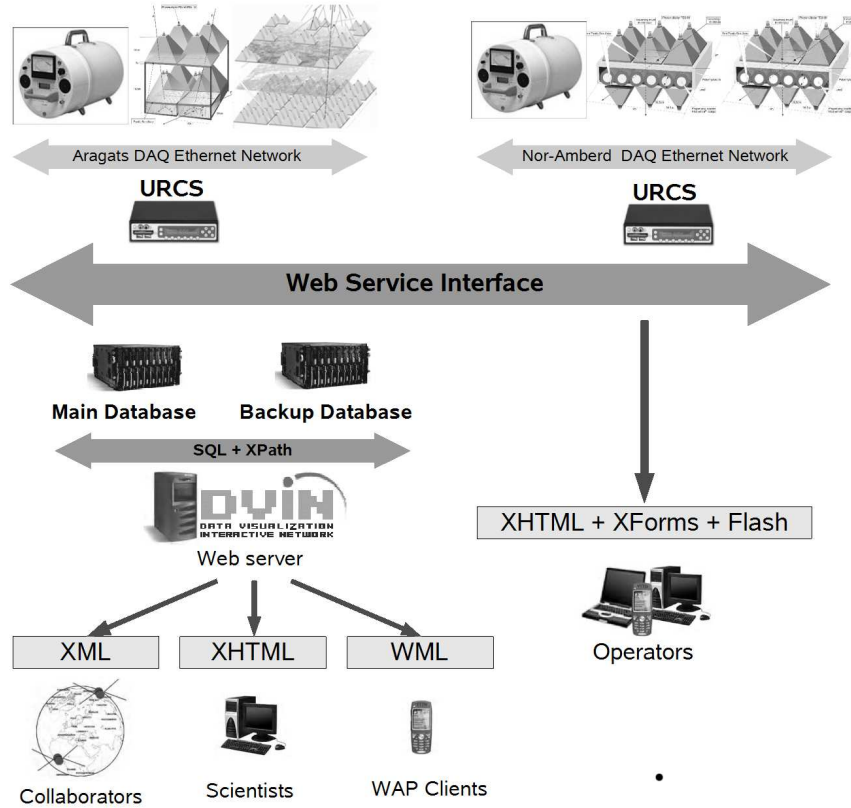 Aragats DAQ Ethernet Network
Nor-Amberd DAQ Ethernet Network
URCS
URCS
Web Service Interface
Main Database
Backup Database
SQL + XPath
DVIN
DATA VISUALIZATION
INTERACTIVE NETWORK
Web server
XHTML + XForms + Flash
Operators
XML
XHTML
WML
Collaborators
Scientists
WAP Clients